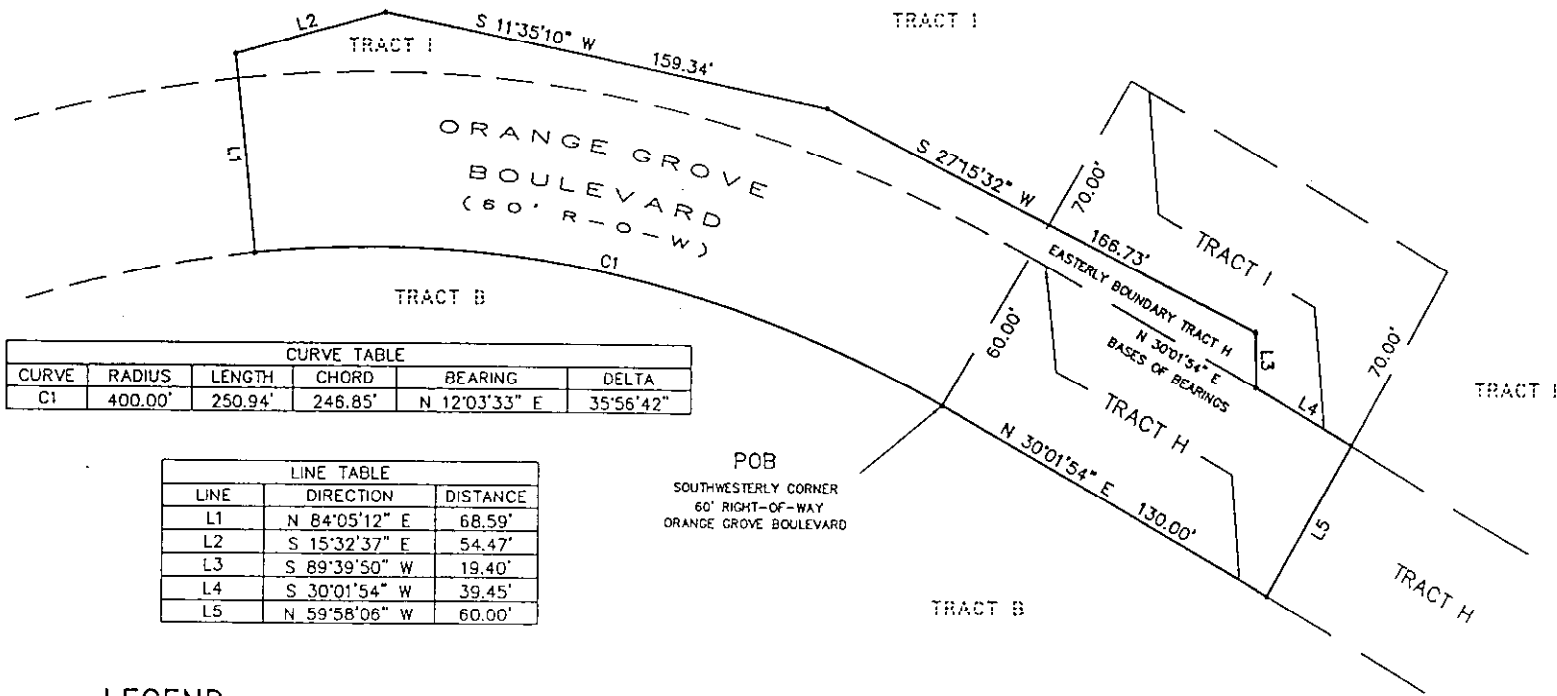 TRACT I
L2
S 11°35'10" W
TRACT I
159.34'
L1
ORANGE GROVE
BOULEVARD
(60' R-O-W)
S 27°15'32" W
70.00'
166.73'
TRACT I
EASTERLY BOUNDARY TRACT H
N 30°01'54" E
BASES OF BEARINGS
C1
60.00'
L3
70.00'
TRACT B
TRACT I
L4
TRACT H
CURVE TABLE
CURVE RADIUS LENGTH CHORD BEARING DELTA
C1 400.00' 250.94' 246.85' N 12°03'33" E 35°56'42"
N 30°01'54" E
130.00'
POB
SOUTHWESTERLY CORNER
60' RIGHT-OF-WAY
ORANGE GROVE BOULEVARD
L5
TRACT H
TRACT B
LINE TABLE
LINE DIRECTION DISTANCE
L1 N 84°05'12" E 68.59'
L2 S 15°32'37" E 54.47'
L3 S 89°39'50" W 19.40'
L4 S 30°01'54" W 39.45'
L5 N 59°58'06" W 60.00'
LEGEND